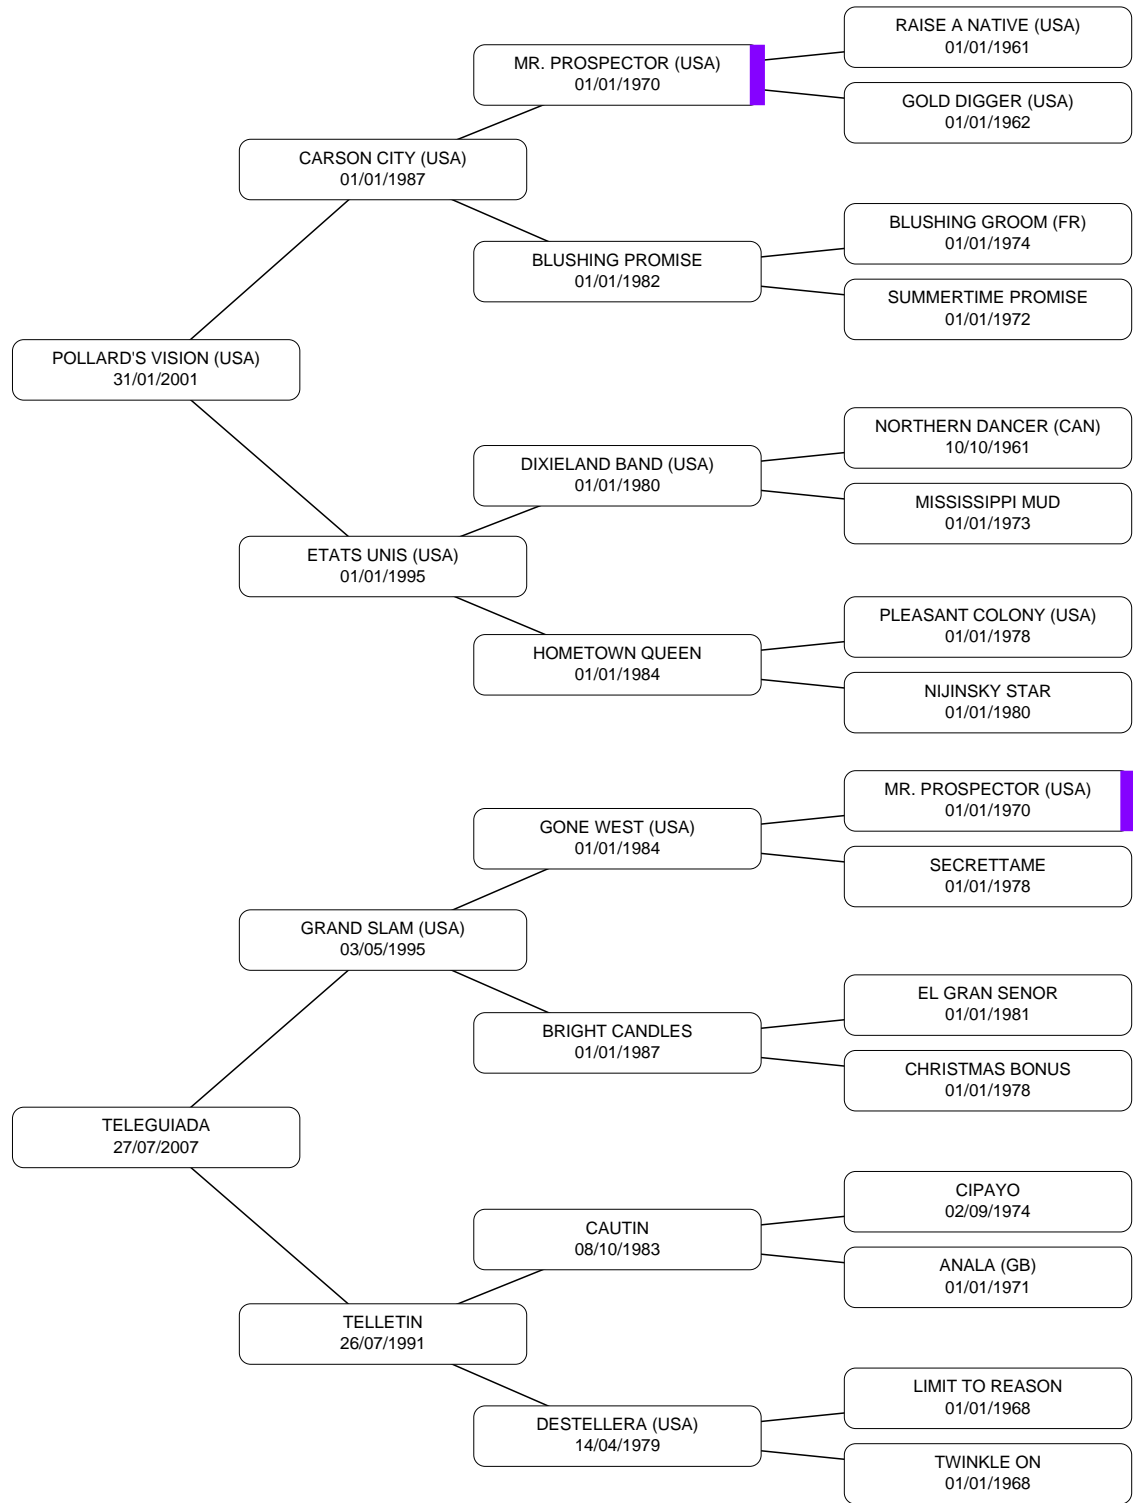 RAISE A NATIVE (USA)
01/01/1961
MR. PROSPECTOR (USA)
01/01/1970
GOLD DIGGER (USA)
01/01/1962
CARSON CITY (USA)
01/01/1987
BLUSHING GROOM (FR)
01/01/1974
BLUSHING PROMISE
01/01/1982
SUMMERTIME PROMISE
01/01/1972
POLLARD'S VISION (USA)
31/01/2001
NORTHERN DANCER (CAN)
10/10/1961
DIXIELAND BAND (USA)
01/01/1980
MISSISSIPPI MUD
01/01/1973
ETATS UNIS (USA)
01/01/1995
PLEASANT COLONY (USA)
01/01/1978
HOMETOWN QUEEN
01/01/1984
NIJINSKY STAR
01/01/1980
MR. PROSPECTOR (USA)
01/01/1970
GONE WEST (USA)
01/01/1984
SECRETTAME
01/01/1978
GRAND SLAM (USA)
03/05/1995
EL GRAN SENOR
01/01/1981
BRIGHT CANDLES
01/01/1987
CHRISTMAS BONUS
01/01/1978
TELEGUIADA
27/07/2007
CIPAYO
02/09/1974
CAUTIN
08/10/1983
ANALA (GB)
01/01/1971
TELLETIN
26/07/1991
LIMIT TO REASON
01/01/1968
DESTELLERA (USA)
14/04/1979
TWINKLE ON
01/01/1968